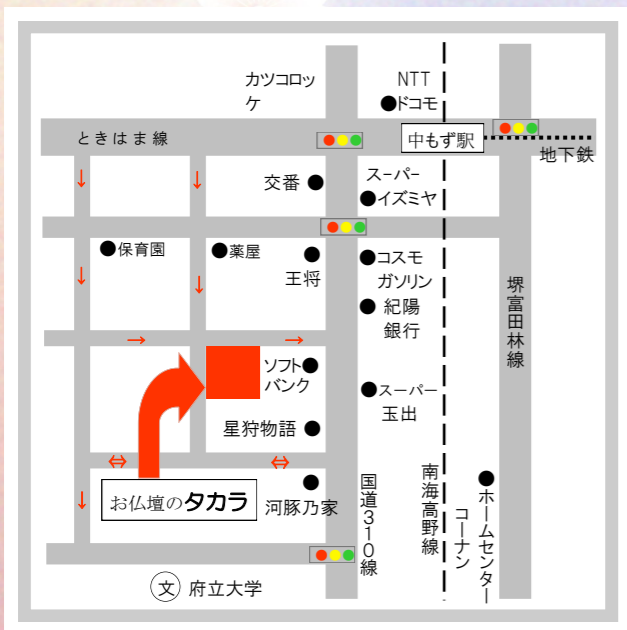 カツコロッ
ケ
NTT
ドコモ
ときはま線
中もず駅
地下鉄
交番
スーパー
イズミヤ
保育園
薬屋
王将
コスモ
ガソリン
紀陽
銀行
堺富田林線
ソフト
バンク
スーパー
玉出
星狩物語
お仏壇のタカラ
河豚乃家
国道310線
南海高野線
ホームセンター
コーナン
文 府立大学